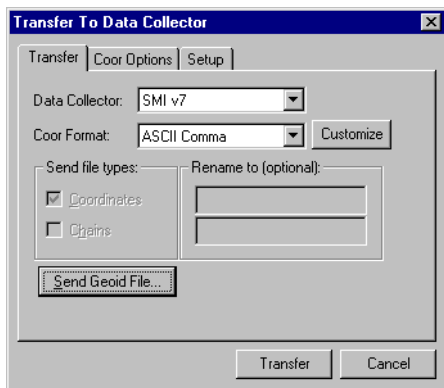 Transfer To Data Collector
Transfer Coor Options Setup
Data Collector: SMI v7
Coor Format: ASCII Comma Customize
Send file types: Rename to (optional):
Coordinates
Chains
Send Geoid File...
Transfer Cancel